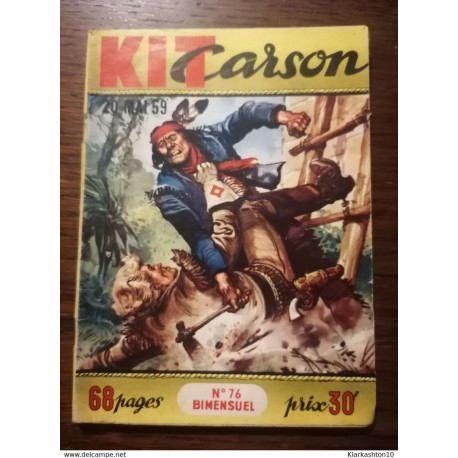 KIT Carson
20 MAI 59
68 pages
N° 76
BIMENSUEL
prix 30f
www.delcampe.net
Klarkashton10